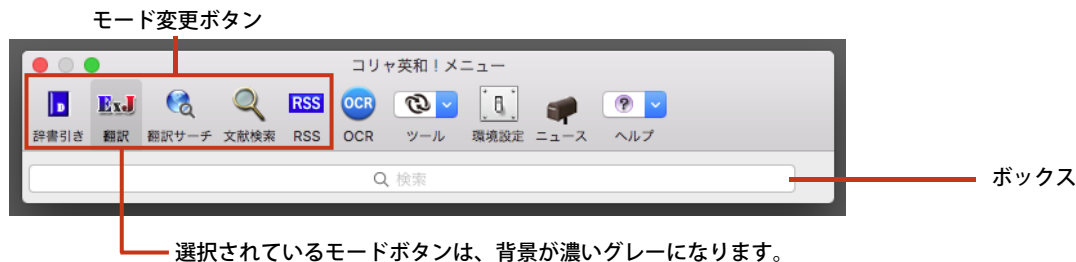 モード変更ボタン
コリャ英和！メニュー
D ExJ RSS OCR ?
辞書引き 翻訳 翻訳サーチ 文献検索 RSS OCR ツール 環境設定 ニュース ヘルプ
検索
ボックス
選択されているモードボタンは、背景が濃いグレーになります。